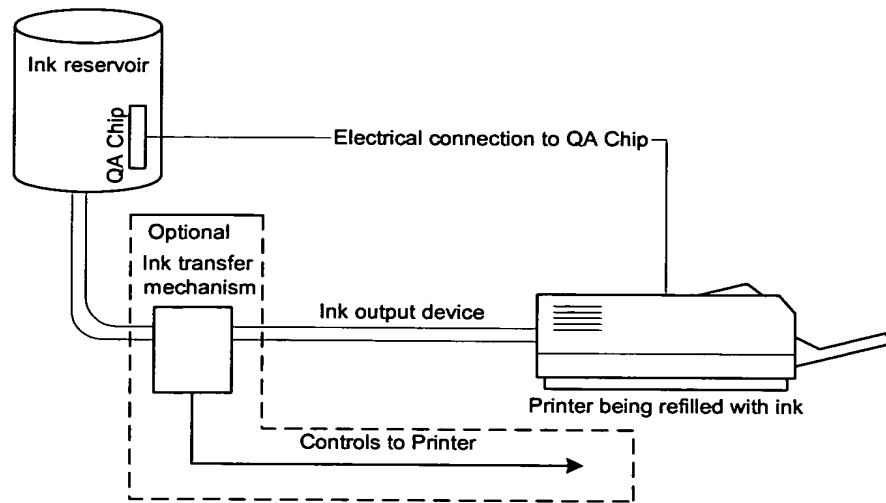 Ink reservoir
QA Chip
Electrical connection to QA Chip
Optional
Ink transfer
mechanism
Ink output device
Printer being refilled with ink
Controls to Printer